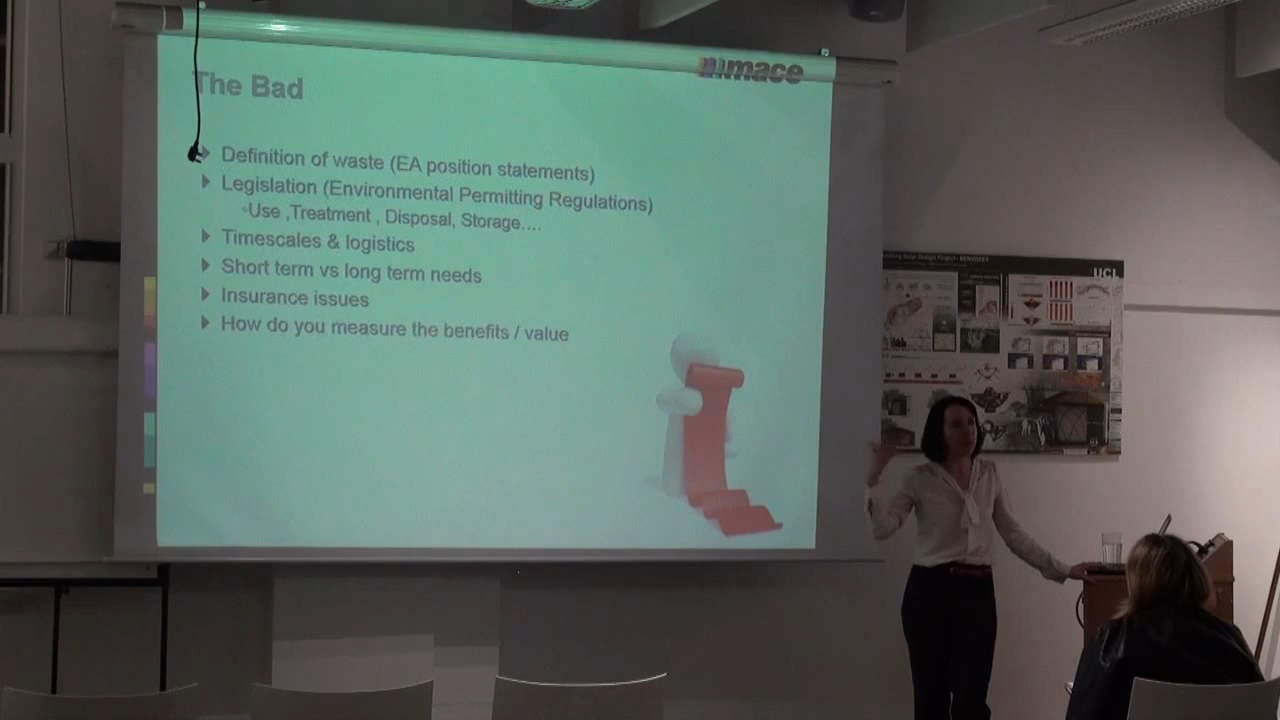 mace
The Bad
Definition of waste (EA position statements)
Legislation (Environmental Permitting Regulations)
Use ,Treatment , Disposal, Storage....
Timescales & logistics
Short term vs long term needs
Insurance issues
How do you measure the benefits / value
UCL